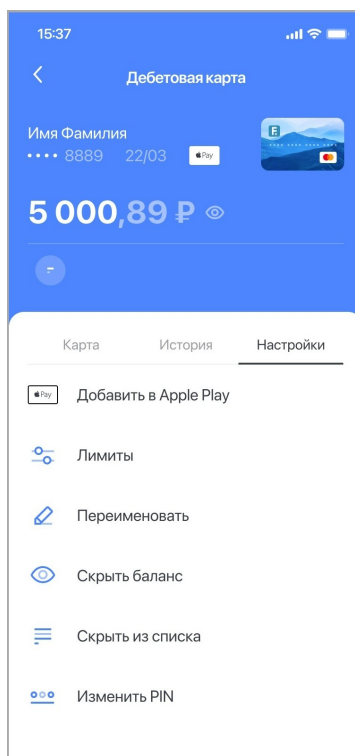 15:37
Дебетовая карта
Имя Фамилия
•••• 8889 22/03 Pay
5 000,89 ₽
Карта История Настройки
Pay Добавить в Apple Play
Лимиты
Переименовать
Скрыть баланс
Скрыть из списка
Изменить PIN